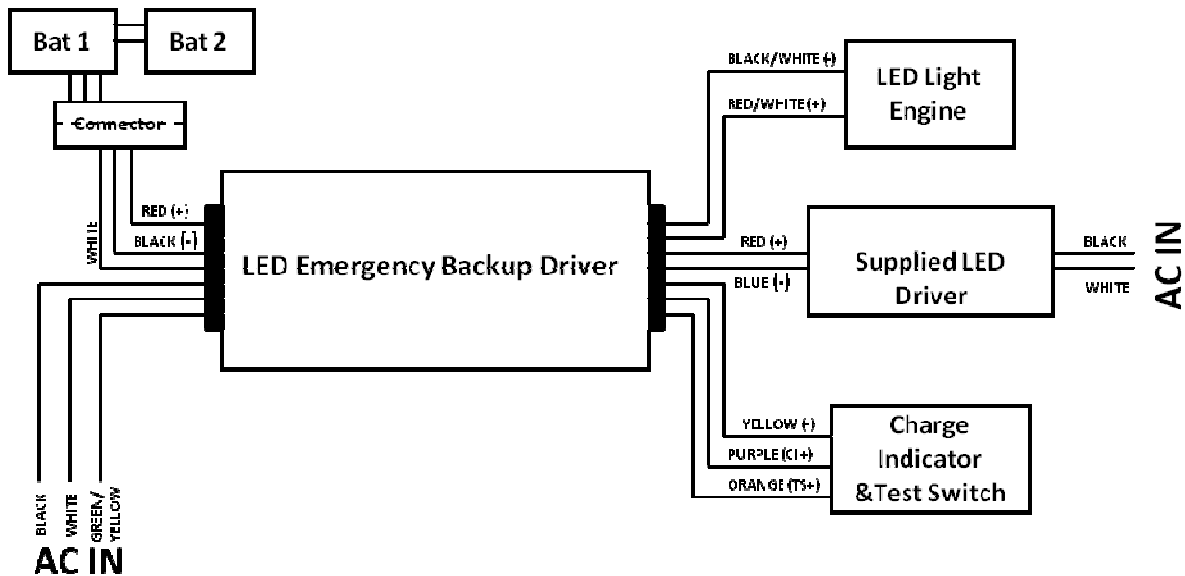 Bat 1
Bat 2
Connector
BLACK/WHITE (-)
RED/WHITE (+)
LED Light
Engine
RED (+)
BLACK (-)
WHITE
LED Emergency Backup Driver
RED (+)
BLUE (-)
Supplied LED
Driver
BLACK
WHITE
AC IN
YELLOW (-)
PURPLE (CI+)
ORANGE (TS+)
Charge
Indicator
&Test Switch
BLACK
WHITE
GREEN/
YELLOW
AC IN